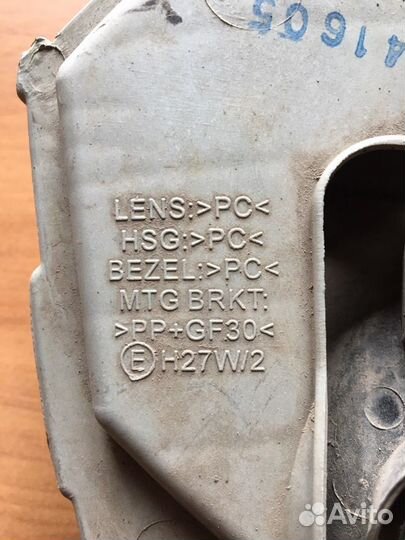 41605
LENS:>PC<
HSG:>PC<
BEZEL:>PC<
MTG BRKT:
>PP+GF30<
E H27W/2
Avito